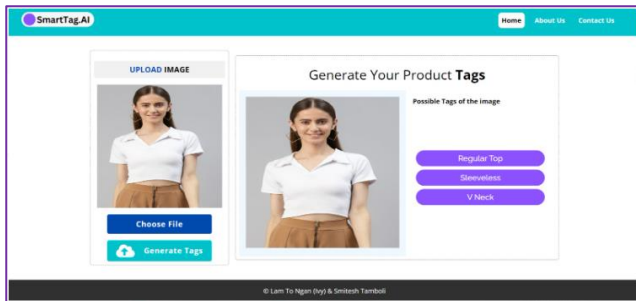 SmartTag.AI
Home About Us Contact Us
UPLOAD IMAGE
Choose File
Generate Tags
Generate Your Product Tags
Possible Tags of the image
Regular Top
Sleeveless
V Neck
© Lam To Ngan (Ivy) & Smitesh Tamboli